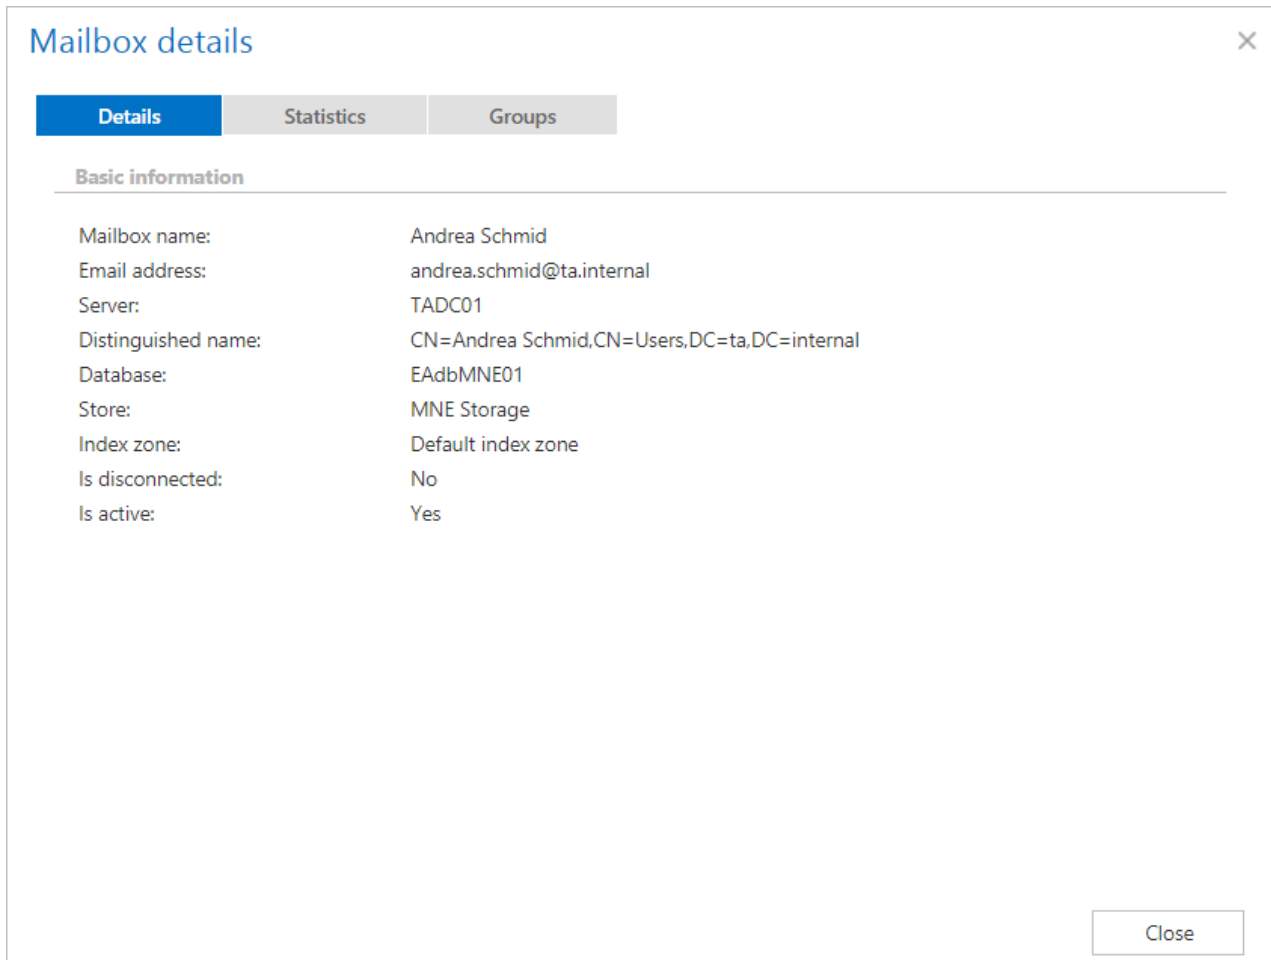 Mailbox details
Details Statistics Groups
Basic information
Mailbox name: Andrea Schmid
Email address: andrea.schmid@ta.internal
Server: TADC01
Distinguished name: CN=Andrea Schmid,CN=Users,DC=ta,DC=internal
Database: EAdbMNE01
Store: MNE Storage
Index zone: Default index zone
Is disconnected: No
Is active: Yes
Close